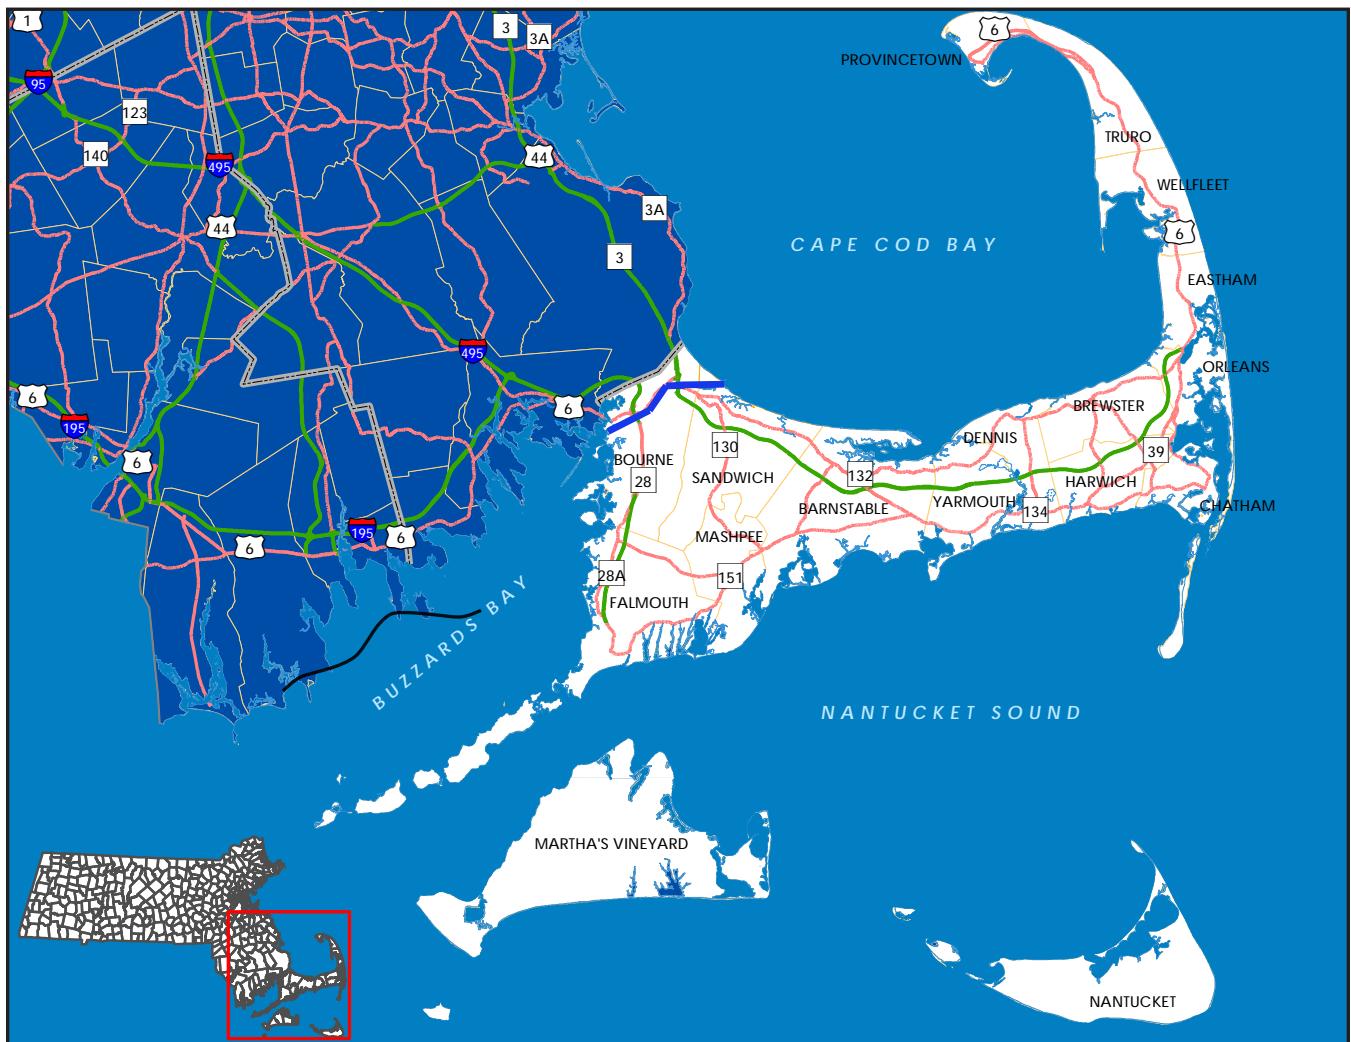 1
3
3A
6
PROVINCETOWN
95
123
TRURO
140
495
44
WELLFLEET
3A
44
6
CAPE COD BAY
3
EASTHAM
495
ORLEANS
6
6
BREWSTER
195
DENNIS
130
39
6
BOURNE
132
28
SANDWICH
HARWICH
YARMOUTH
BARNSTABLE
134
CHATHAM
195
6
MASHPEE
6
28A
151
FALMOUTH
BUZZARDS BAY
NANTUCKET SOUND
MARTHA'S VINEYARD
NANTUCKET